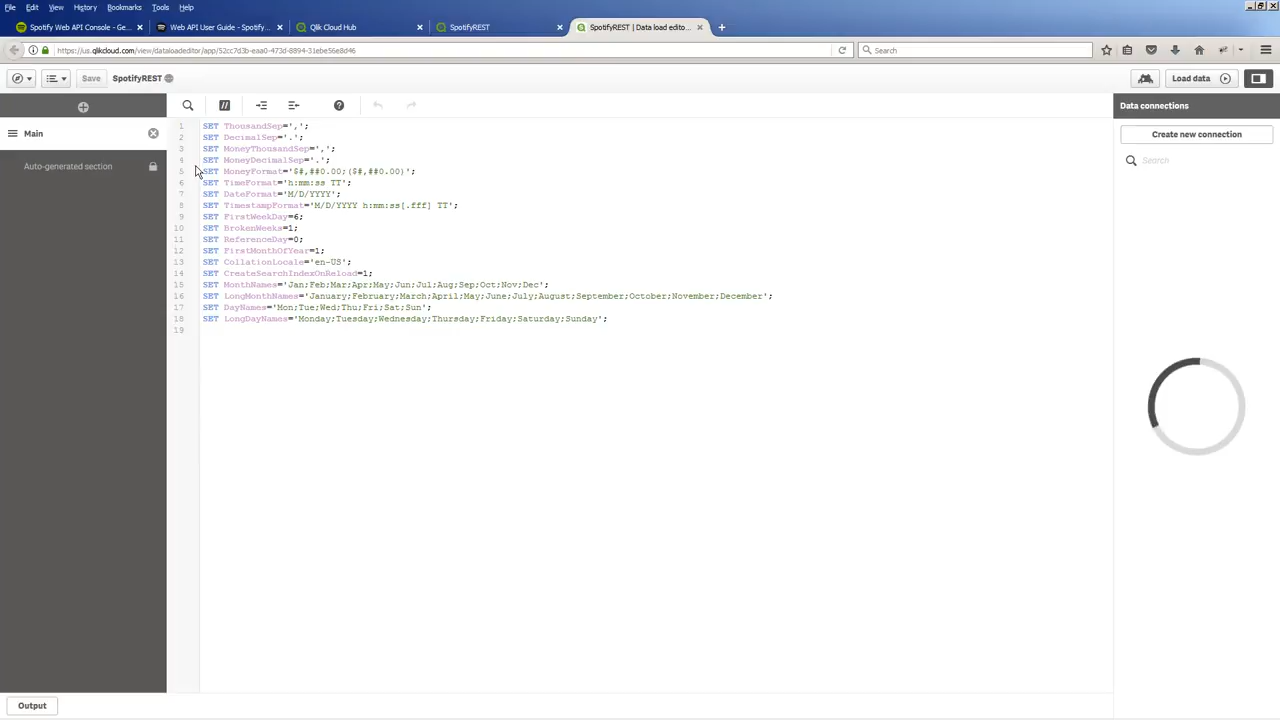 File Edit View History Bookmarks Tools Help
Spotify Web API Console - Ge... Web API User Guide - Spotify... Qlik Cloud Hub SpotifyREST SpotifyREST | Data load edito...
https://us.qlikcloud.com/view/dataloadeditor/app/52cc7d3b-eaa0-473d-8894-31ebe56e8d46 Search
Save SpotifyREST Load data
Data connections
Main
Auto-generated section
Create new connection
Search
1 SET ThousandSep=',';
2 SET DecimalSep='.';
3 SET MoneyThousandSep=',';
4 SET MoneyDecimalSep='.';
5 SET MoneyFormat='$#,##0.00;($#,##0.00)';
6 SET TimeFormat='h:mm:ss TT';
7 SET DateFormat='M/D/YYYY';
8 SET TimestampFormat='M/D/YYYY h:mm:ss[.fff] TT';
9 SET FirstWeekDay=6;
10 SET BrokenWeeks=1;
11 SET ReferenceDay=0;
12 SET FirstMonthOfYear=1;
13 SET CollationLocale='en-US';
14 SET CreateSearchIndexOnReload=1;
15 SET MonthNames='Jan;Feb;Mar;Apr;May;Jun;Jul;Aug;Sep;Oct;Nov;Dec';
16 SET LongMonthNames='January;February;March;April;May;June;July;August;September;October;November;December';
17 SET DayNames='Mon;Tue;Wed;Thu;Fri;Sat;Sun';
18 SET LongDayNames='Monday;Tuesday;Wednesday;Thursday;Friday;Saturday;Sunday';
19
Output